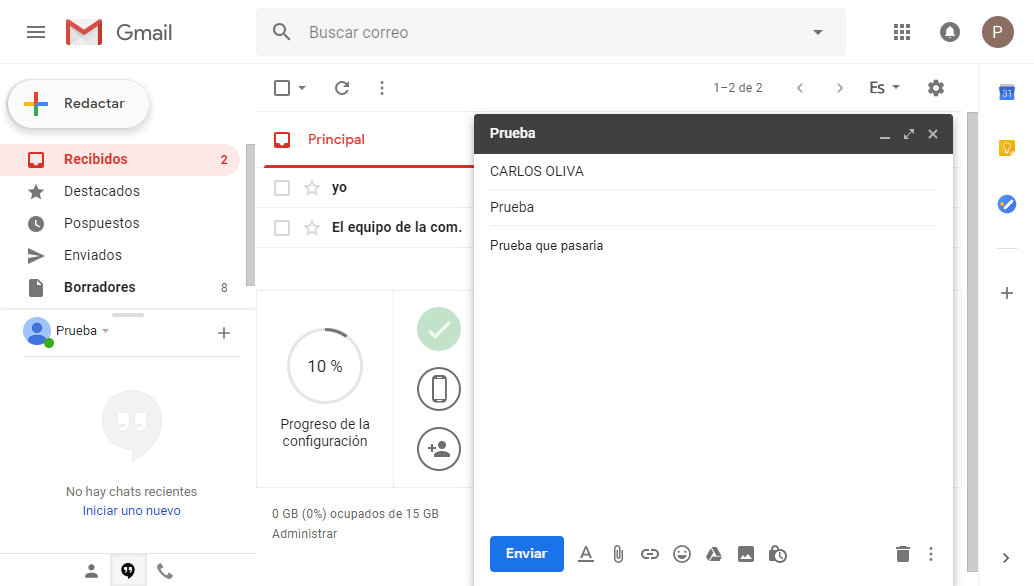 Gmail
Buscar correo
P
Redactar
1–2 de 2
Es
31
Recibidos 2
Destacados
Pospuestos
Enviados
Borradores 8
Prueba
No hay chats recientes
Iniciar uno nuevo
Principal
yo
El equipo de la com.
10 %
Progreso de la
configuración
0 GB (0%) ocupados de 15 GB
Administrar
Prueba
CARLOS OLIVA
Prueba
Prueba que pasaria
Enviar